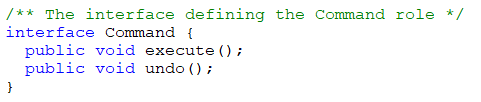 /** The interface defining the Command role */
interface Command {
  public void execute();
  public void undo();
}